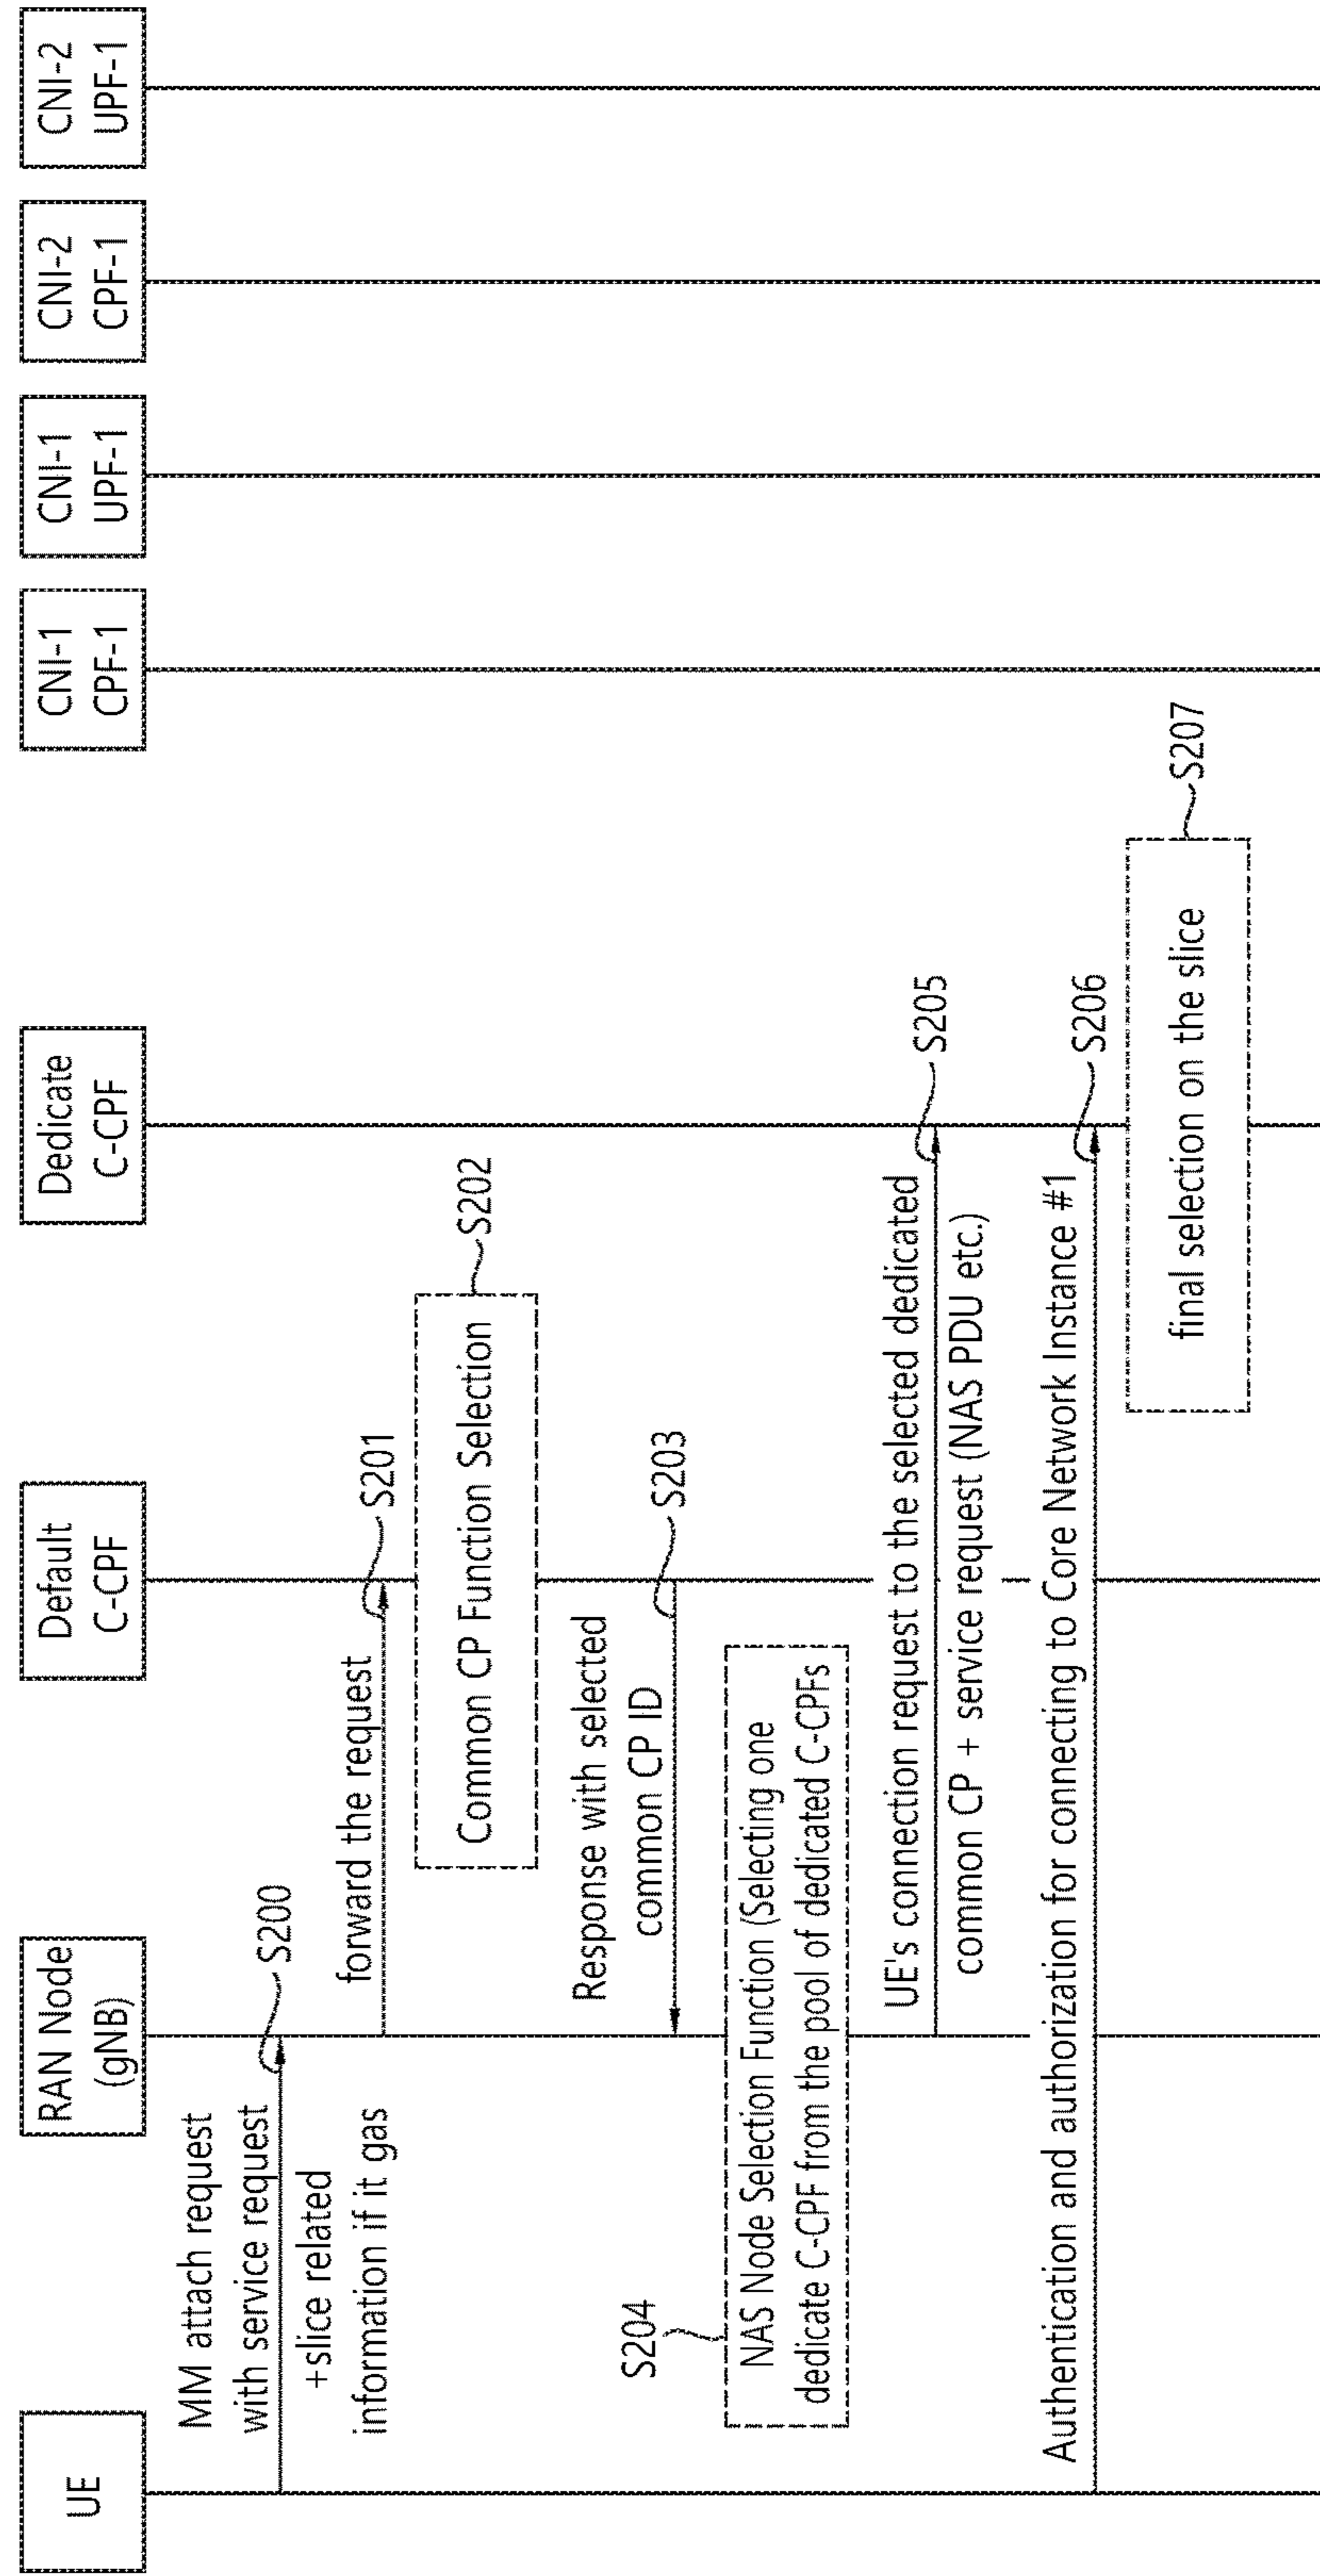 UE
RAN Node
(gNB)
Default
C-CPF
Dedicate
C-CPF
CNI-1
CPF-1
CNI-1
UPF-1
CNI-2
CPF-1
CNI-2
UPF-1
MM attach request
with service request
+slice related
information if it gas
S200
forward the request
S201
Common CP Function Selection
S202
Response with selected
common CP ID
S203
S204
NAS Node Selection Function (Selecting one
dedicate C-CPF from the pool of dedicated C-CPFs
UE's connection request to the selected dedicated
common CP + service request (NAS PDU etc.)
S205
Authentication and authorization for connecting to Core Network Instance #1
S206
final selection on the slice
S207